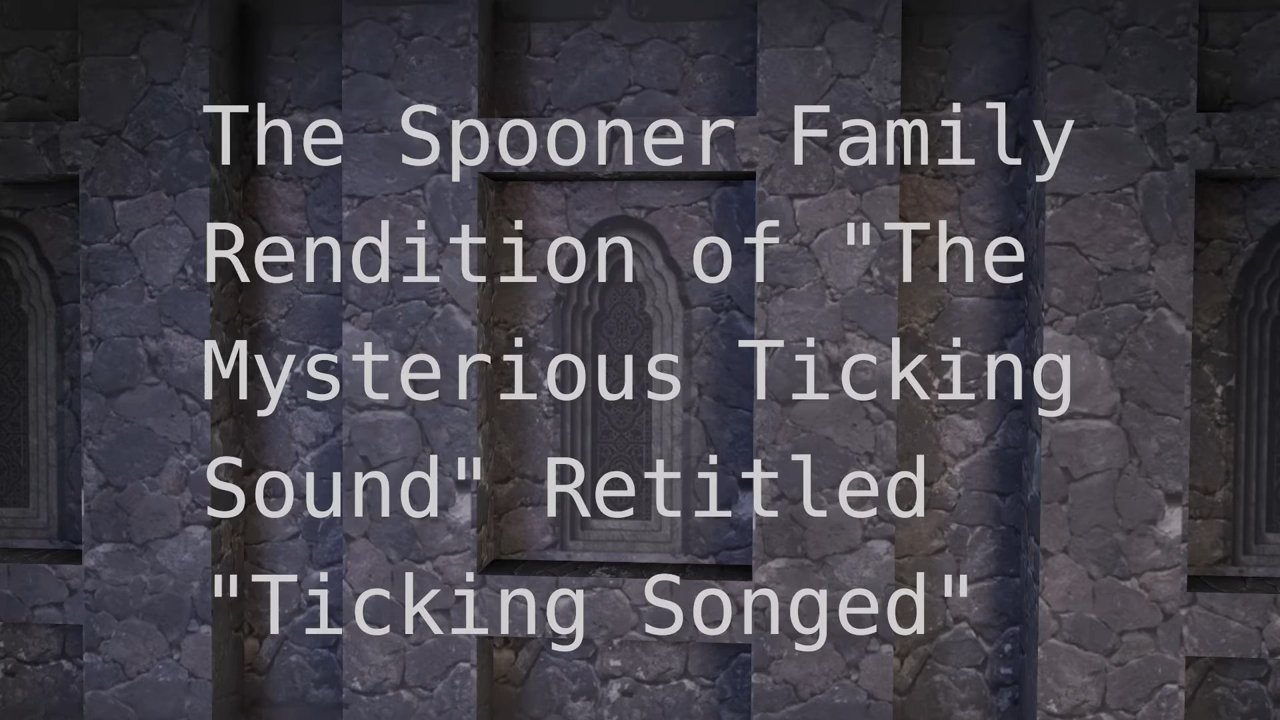 The Spooner Family
Rendition of "The
Mysterious Ticking
Sound" Retitled
"Ticking Songed"